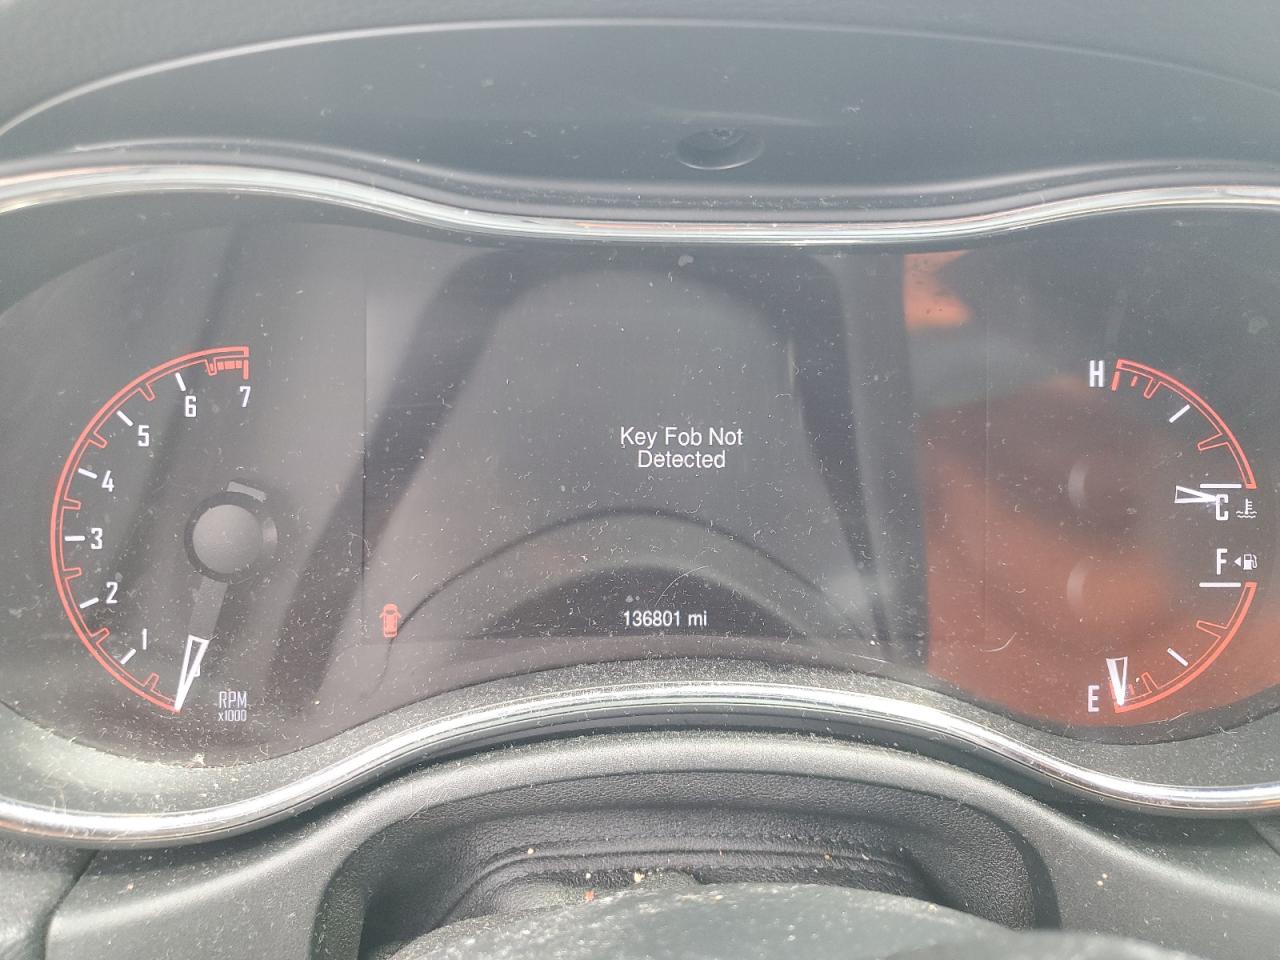 7
6
5
4
3
2
1
RPM
x1000
Key Fob Not
Detected
136801 mi
H
C
F
E